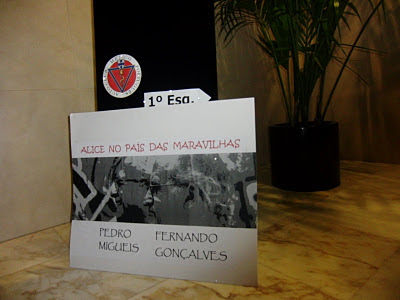 1º Esq.
ALICE NO PAÍS DAS MARAVILHAS
PEDRO MIGUEIS
FERNANDO GONÇALVES